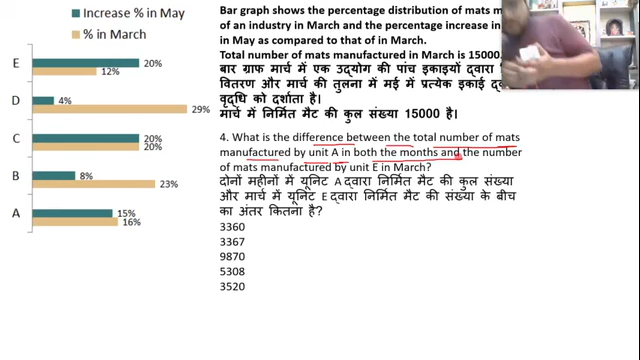 Increase % in May
% in March
E
20%
12%
D
4%
29%
C
20%
20%
B
8%
23%
A
15%
16%
Bar graph shows the percentage distribution of mats m
of an industry in March and the percentage increase in
in May as compared to that of in March.
Total number of mats manufactured in March is 15000.
बार ग्राफ मार्च में एक उद्योग की पांच इकाइयों द्वारा
वितरण और मार्च की तुलना में मई में प्रत्येक इकाई द्व
वृद्धि को दर्शाता है।
मार्च में निर्मित मैट की कुल संख्या 15000 है।
4. What is the difference between the total number of mats
manufactured by unit A in both the months and the number
of mats manufactured by unit E in March?
दोनों महीनों में यूनिट A द्वारा निर्मित मैट की कुल संख्या
और मार्च में यूनिट E द्वारा निर्मित मैट की संख्या के बीच
का अंतर कितना है?
3360
3367
9870
5308
3520